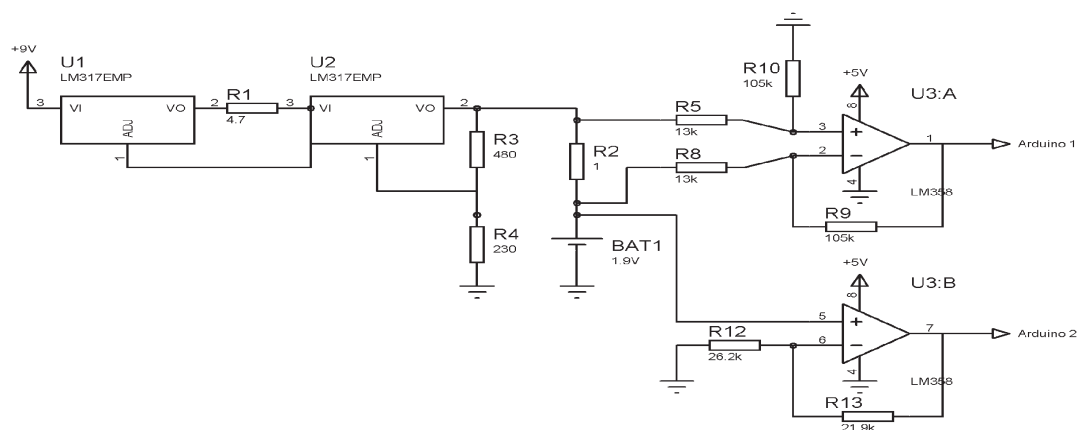 +9V
U1
LM317EMP
3
VI
VO
2
ADJ
1
R1
4.7
U2
LM317EMP
3
VI
VO
2
ADJ
1
R3
480
R4
230
R2
1
BAT1
1.9V
R5
13k
R8
13k
R10
105k
+5V
8
U3:A
3
2
1
4
LM358
Arduino 1
R9
105k
+5V
8
U3:B
5
6
7
4
LM358
Arduino 2
R12
26.2k
R13
21.9k